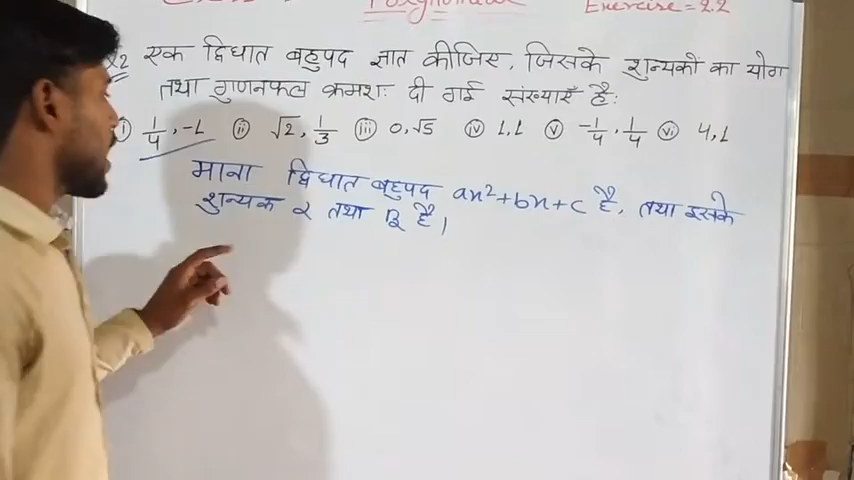 Exercise = 2.2
Q2 एक द्विघात बहुपद ज्ञात कीजिए, जिसके शुन्यकों का योग
तथा गुणनफल क्रमशः दी गई संख्याएँ है:
(i) 1/4, -1 (ii) √2, 1/3 (iii) 0, √5 (iv) 1, 1 (v) -1/4, 1/4 (vi) 4, 1
माना द्विघात बहुपद ax²+bx+c है, तथा इसके
शुन्यक α तथा β है,